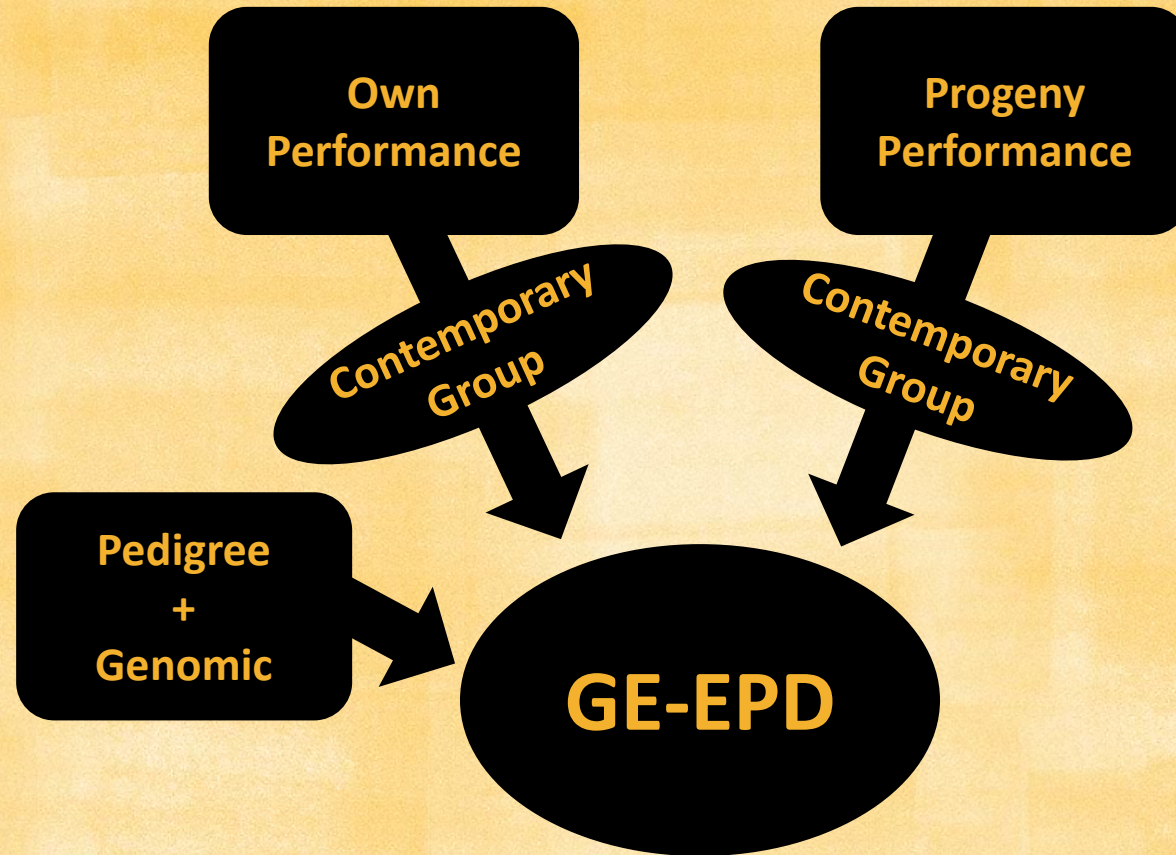 Own
Performance
Progeny
Performance
Contemporary
Group
Contemporary
Group
Pedigree
+
Genomic
GE-EPD